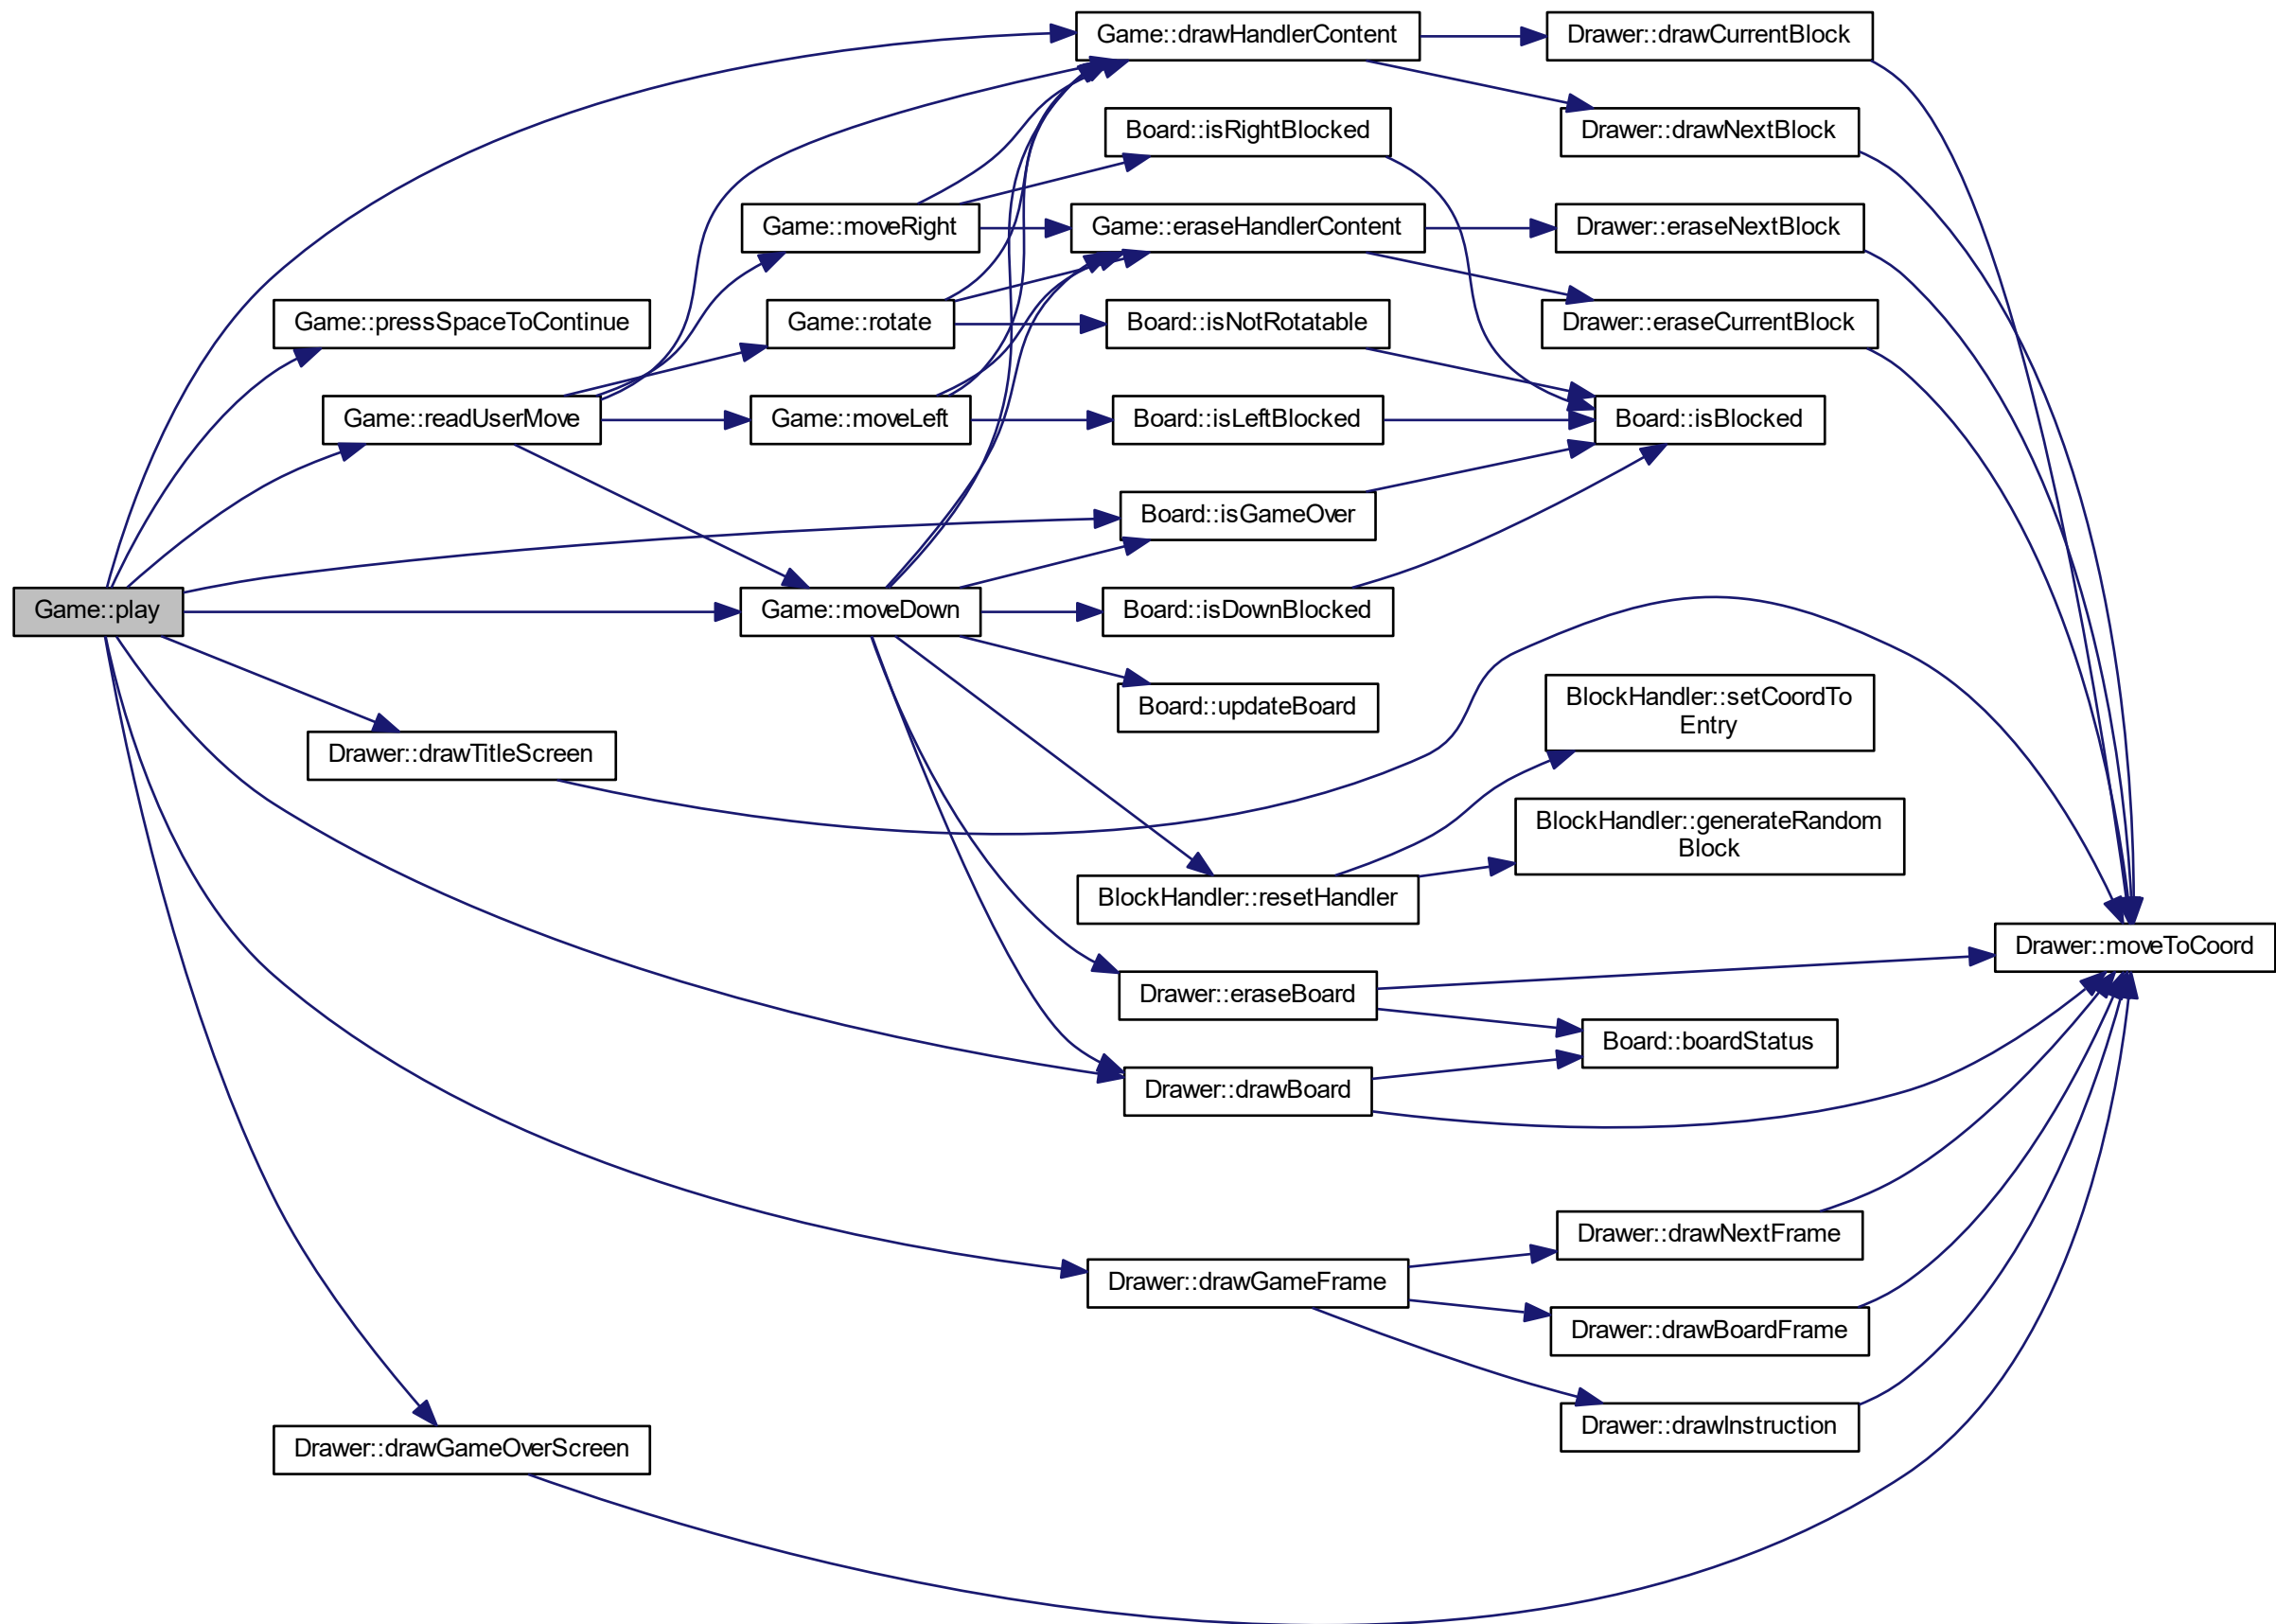 Game::drawHandlerContent
Drawer::drawCurrentBlock
Board::isRightBlocked
Drawer::drawNextBlock
Game::moveRight
Game::eraseHandlerContent
Drawer::eraseNextBlock
Game::pressSpaceToContinue
Game::rotate
Board::isNotRotatable
Drawer::eraseCurrentBlock
Game::readUserMove
Game::moveLeft
Board::isLeftBlocked
Board::isBlocked
Board::isGameOver
Game::play
Game::moveDown
Board::isDownBlocked
Board::updateBoard
BlockHandler::setCoordTo
Entry
Drawer::drawTitleScreen
BlockHandler::generateRandom
Block
BlockHandler::resetHandler
Drawer::moveToCoord
Drawer::eraseBoard
Board::boardStatus
Drawer::drawBoard
Drawer::drawNextFrame
Drawer::drawGameFrame
Drawer::drawBoardFrame
Drawer::drawInstruction
Drawer::drawGameOverScreen